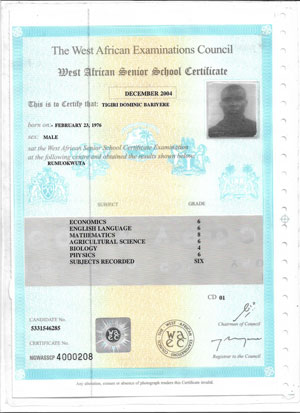 The West African Examinations Council
West African Senior School Certificate
DECEMBER 2004
This is to Certify that: TIGIRI DOMINIC BARIVERE
born on:- FEBRUARY 23, 1976
sex: MALE
sat the West African Senior School Certificate Examination
at the following centre and obtained the results shown below.
RUMUOKWUTA
SUBJECT GRADE
ECONOMICS 6
ENGLISH LANGUAGE 6
MATHEMATICS 8
AGRICULTURAL SCIENCE 6
BIOLOGY 4
PHYSICS 6
SUBJECTS RECORDED SIX
CD 01
CANDIDATE No.
5331546285
Chairman of Council
CERTIFICATE No.
NGWASSSP 4000208
Registrar to the Council
Any alteration, erasure or absence of photograph renders this Certificate invalid.